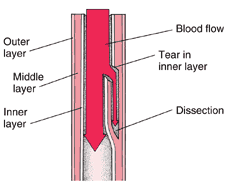 Outer
layer
Middle
layer
Inner
layer
Blood flow
Tear in
inner layer
Dissection